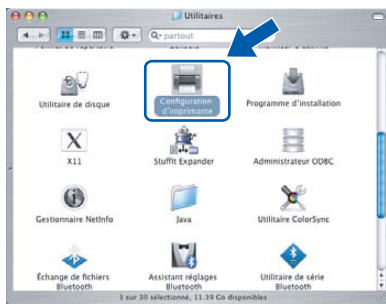 Utilitaires
partout
Utilitaire de disque
Configuration
d'imprimante
Programme d'installation
X11
StuffIt Expander
Administrateur ODBC
Gestionnaire NetInfo
Java
Utilitaire ColorSync
Échange de fichiers
Bluetooth
Assistant réglages
Bluetooth
Utilitaire de série
Bluetooth
1 sur 30 sélectionné, 11.39 Go disponibles